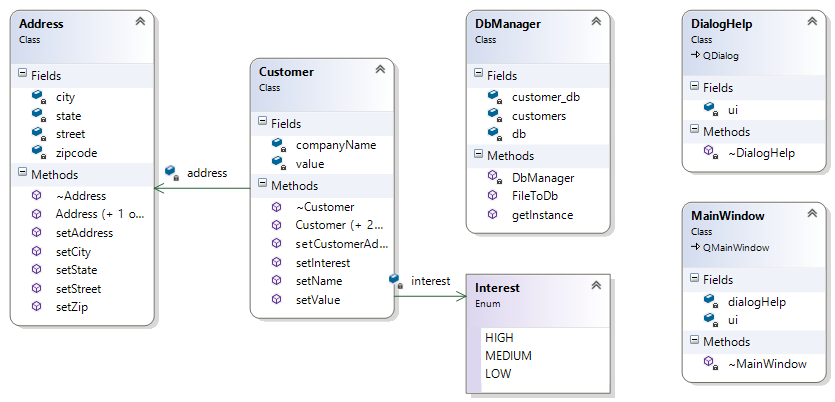 Address
Class
Fields
city
state
street
zipcode
Methods
~Address
Address (+ 1 o...
setAddress
setCity
setState
setStreet
setZip
address
Customer
Class
Fields
companyName
value
Methods
~Customer
Customer (+ 2...
setCustomerAd...
setInterest
setName
setValue
interest
DbManager
Class
Fields
customer_db
customers
db
Methods
DbManager
FileToDb
getInstance
Interest
Enum
HIGH
MEDIUM
LOW
DialogHelp
Class
QDialog
Fields
ui
Methods
~DialogHelp
MainWindow
Class
QMainWindow
Fields
dialogHelp
ui
Methods
~MainWindow